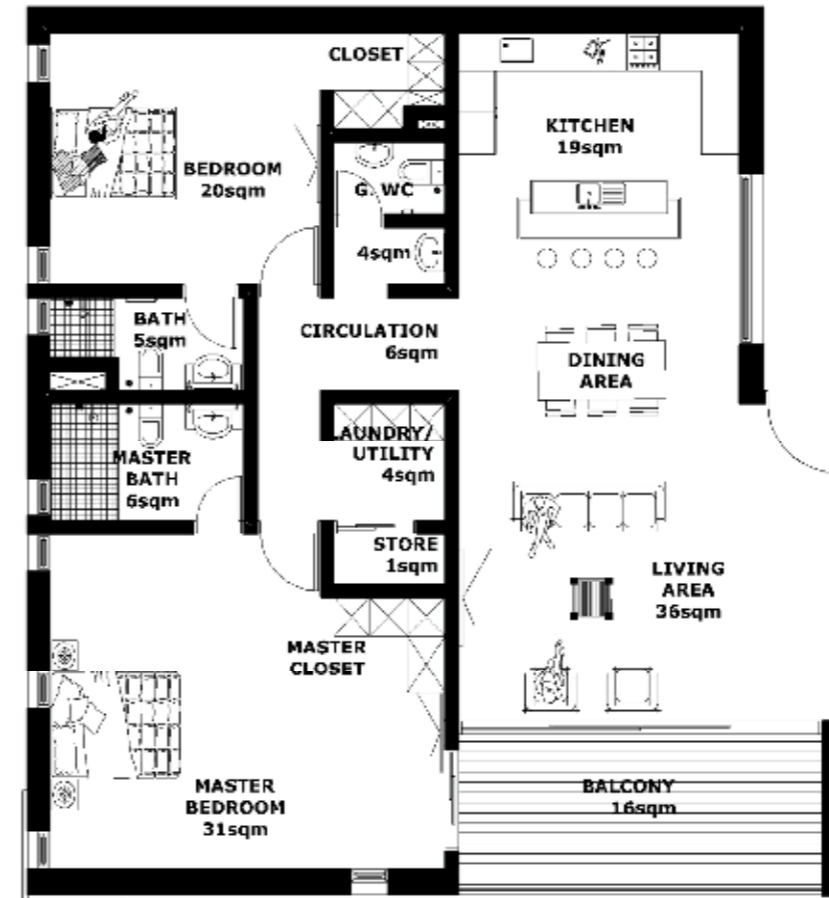 CLOSET
KITCHEN
19sqm
BEDROOM
20sqm
G. WC
4sqm
BATH
5sqm
CIRCULATION
6sqm
DINING
AREA
LAUNDRY/
UTILITY
4sqm
MASTER
BATH
6sqm
STORE
1sqm
LIVING
AREA
36sqm
MASTER
CLOSET
MASTER
BEDROOM
31sqm
BALCONY
16sqm